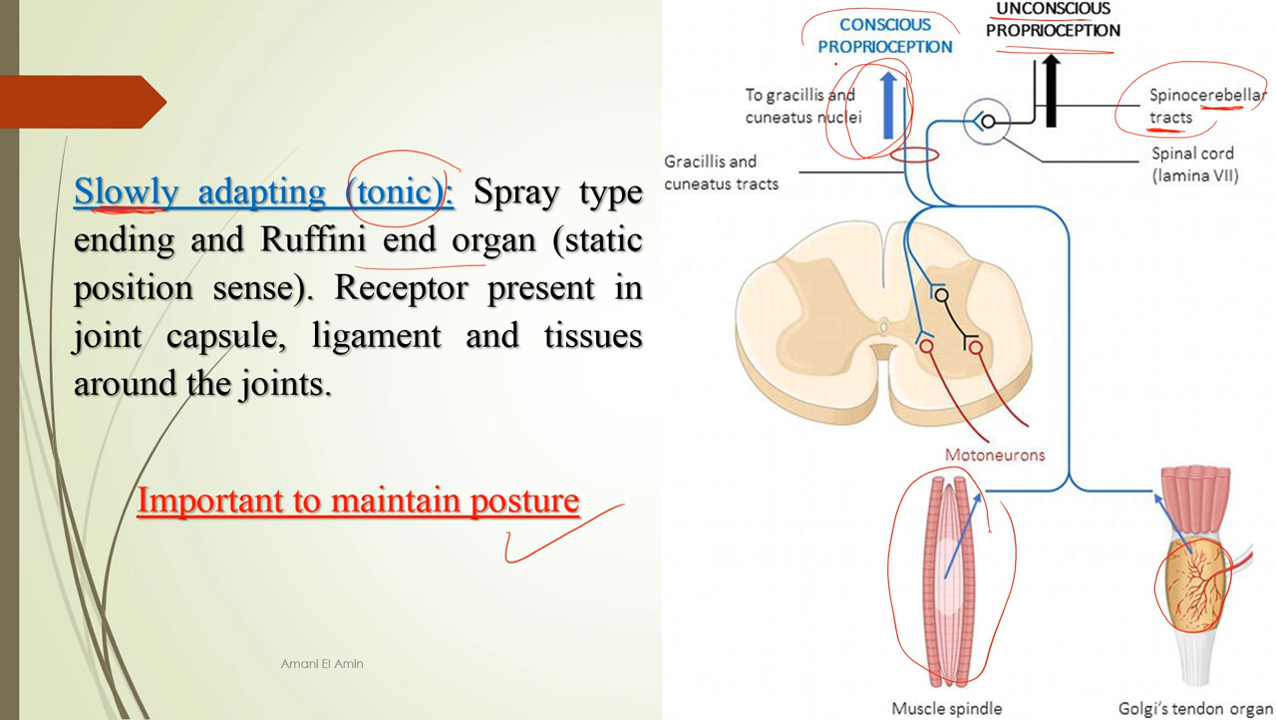 Slowly adapting (tonic): Spray type
ending and Ruffini end organ (static
position sense). Receptor present in
joint capsule, ligament and tissues
around the joints.
Important to maintain posture
Amani El Amin
CONSCIOUS
PROPRIOCEPTION
UNCONSCIOUS
PROPRIOCEPTION
To gracillis and
cuneatus nuclei
Spinocerebellar
tracts
Gracillis and
cuneatus tracts
Spinal cord
(lamina VII)
Motoneurons
Muscle spindle
Golgi's tendon organ